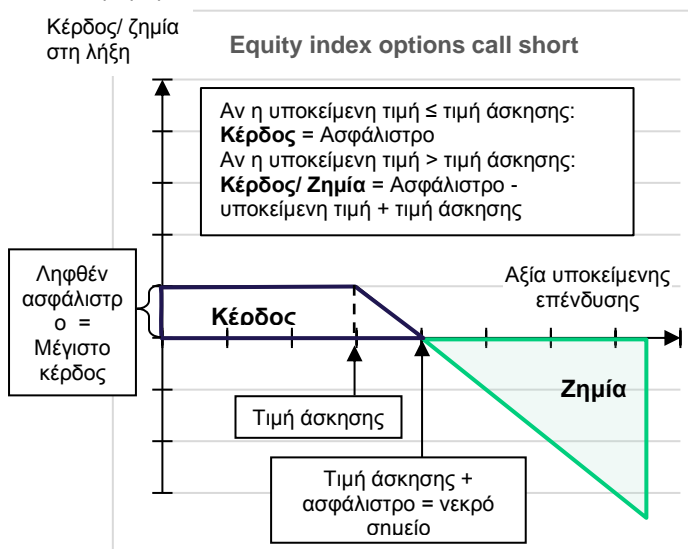 Κέρδος/ ζημία
στη λήξη
Equity index options call short
Αν η υποκείμενη τιμή ≤ τιμή άσκησης:
Κέρδος = Ασφάλιστρο
Αν η υποκείμενη τιμή > τιμή άσκησης:
Κέρδος/ Ζημία = Ασφάλιστρο -
υποκείμενη τιμή + τιμή άσκησης
Ληφθέν
ασφάλιστρ
ο =
Μέγιστο
κέρδος
Κέρδος
Αξία υποκείμενης
επένδυσης
Ζημία
Τιμή άσκησης
Τιμή άσκησης +
ασφάλιστρο = νεκρό
σημείο